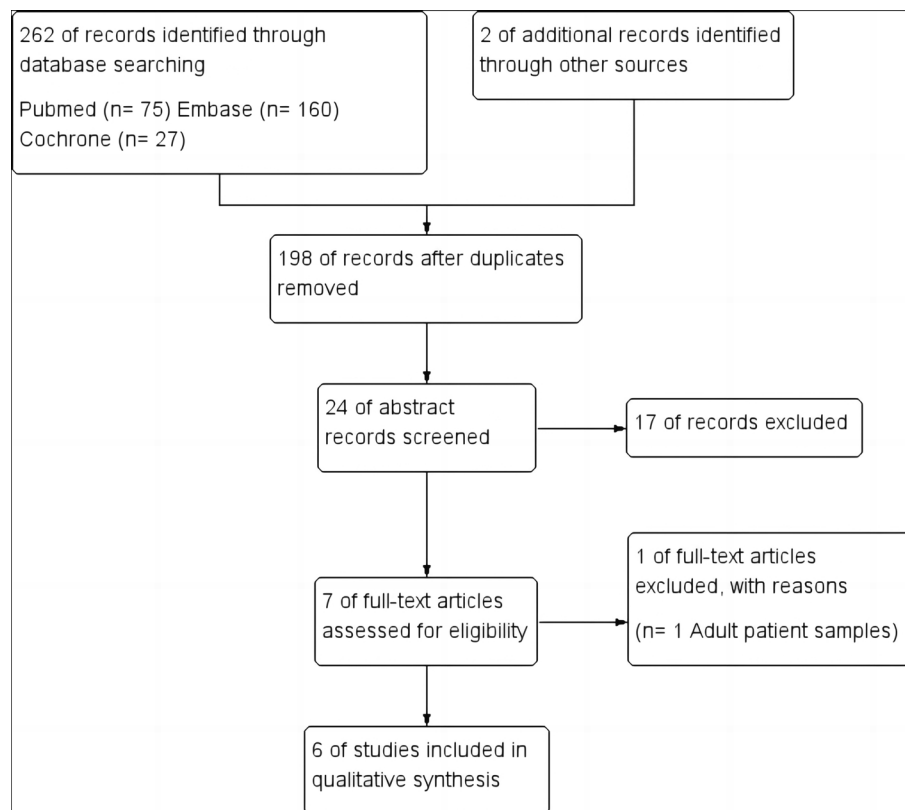 262 of records identified through
database searching
Pubmed (n= 75) Embase (n= 160)
Cochrone (n= 27)
2 of additional records identified
through other sources
198 of records after duplicates
removed
24 of abstract
records screened
17 of records excluded
7 of full-text articles
assessed for eligibility
1 of full-text articles
excluded, with reasons
(n= 1 Adult patient samples)
6 of studies included in
qualitative synthesis